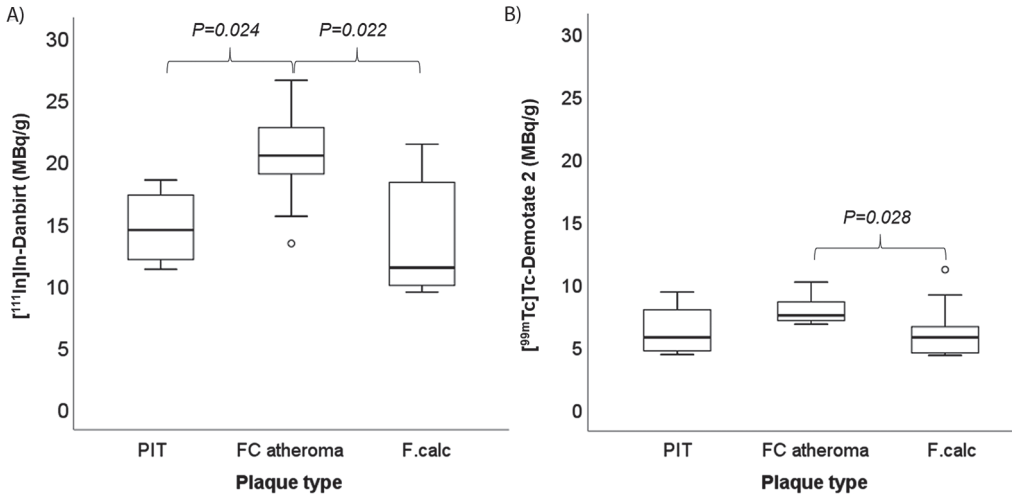 A)
P=0.024
P=0.022
30
25
20
15
10
5
0
[¹¹¹In]In-Danbirt (MBq/g)
PIT
FC atheroma
F.calc
Plaque type
B)
P=0.028
30
25
20
15
10
5
0
[⁹⁹ᵐTc]Tc-Demotate 2 (MBq/g)
PIT
FC atheroma
F.calc
Plaque type